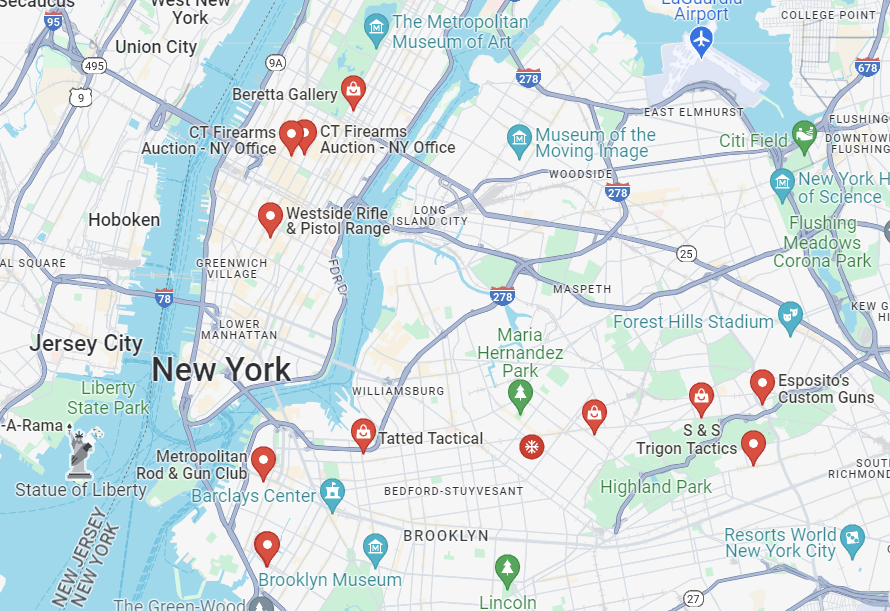 Secaucus
West New
York
LaGuardia
Airport
COLLEGE POINT
95
The Metropolitan
Museum of Art
Union City
495
9A
278
678
9
Beretta Gallery
EAST ELMHURST
FLUSHING
CT Firearms
Auction - NY Office
CT Firearms
Auction - NY Office
Museum of the
Moving Image
Citi Field
DOWNTOWN
FLUSHING
WOODSIDE
278
New York H
of Science
Hoboken
Westside Rifle
& Pistol Range
LONG
ISLAND CITY
Flushing
Meadows
Corona Park
AL SQUARE
GREENWICH
VILLAGE
FDR D
25
78
278
MASPETH
KEW G
HI
LOWER
MANHATTAN
Forest Hills Stadium
Jersey City
Maria
Hernandez
Park
New York
Liberty
State Park
WILLIAMSBURG
Esposito's
Custom Guns
-A-Rama
S & S
Trigon Tactics
Tatted Tactical
Metropolitan
Rod & Gun Club
SOUT
RICHMOND
Statue of Liberty
Barclays Center
BEDFORD-STUYVESANT
Highland Park
NEW JERSEY
NEW YORK
BROOKLYN
Resorts World
New York City
Brooklyn Museum
The Green-Wood
Lincoln
27